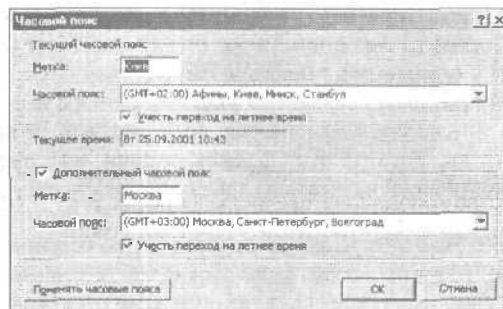 Часовой пояс
Текущий часовой пояс
Метка: Киев
Часовой пояс: (GMT+02:00) Афины, Киев, Минск, Стамбул
Учесть переход на летнее время
Текущее время: Вт 25.09.2001 10:43
Дополнительный часовой пояс
Метка: Москва
Часовой пояс: (GMT+03:00) Москва, Санкт-Петербург, Волгоград
Учесть переход на летнее время
Поменять часовые пояса
OK
Отмена